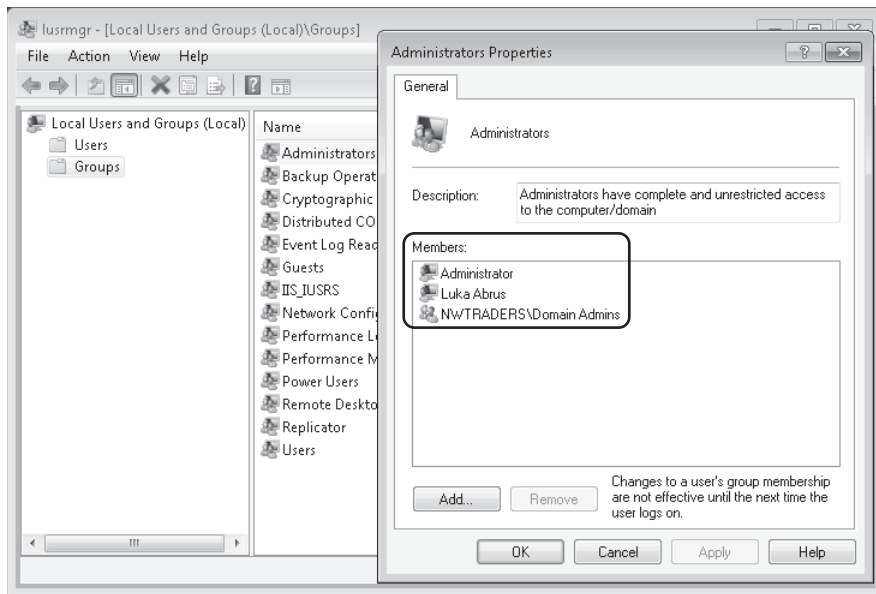 lusrmgr - [Local Users and Groups (Local)\Groups]
File Action View Help
Local Users and Groups (Local)
Users
Groups
Name
Administrators
Backup Operat
Cryptographic
Distributed CO
Event Log Read
Guests
IIS_IUSRS
Network Config
Performance L
Performance M
Power Users
Remote Deskto
Replicator
Users
Administrators Properties
General
Administrators
Description:
Administrators have complete and unrestricted access
to the computer/domain
Members:
Administrator
Luka Abrus
NWTRADERS\Domain Admins
Add...
Remove
Changes to a user's group membership
are not effective until the next time the
user logs on.
OK
Cancel
Apply
Help